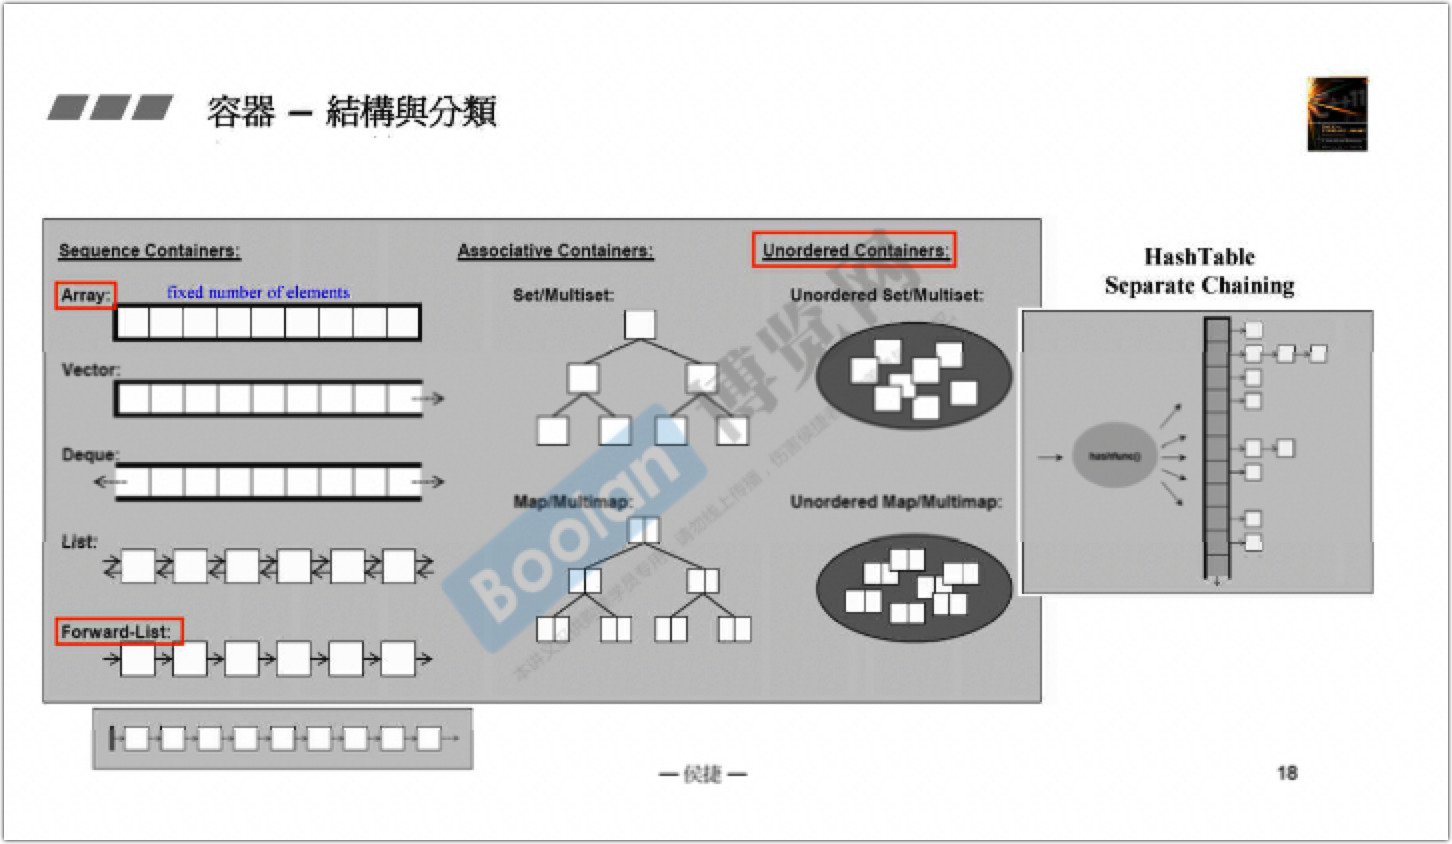 容器 — 結構與分類
Sequence Containers:
Array:
fixed number of elements
Vector:
Deque:
List:
Forward-List:
Associative Containers:
Set/Multiset:
Map/Multimap:
Unordered Containers:
Unordered Set/Multiset:
Unordered Map/Multimap:
HashTable
Separate Chaining
hashfunc()
Boolan
博览网
— 侯捷 —
18